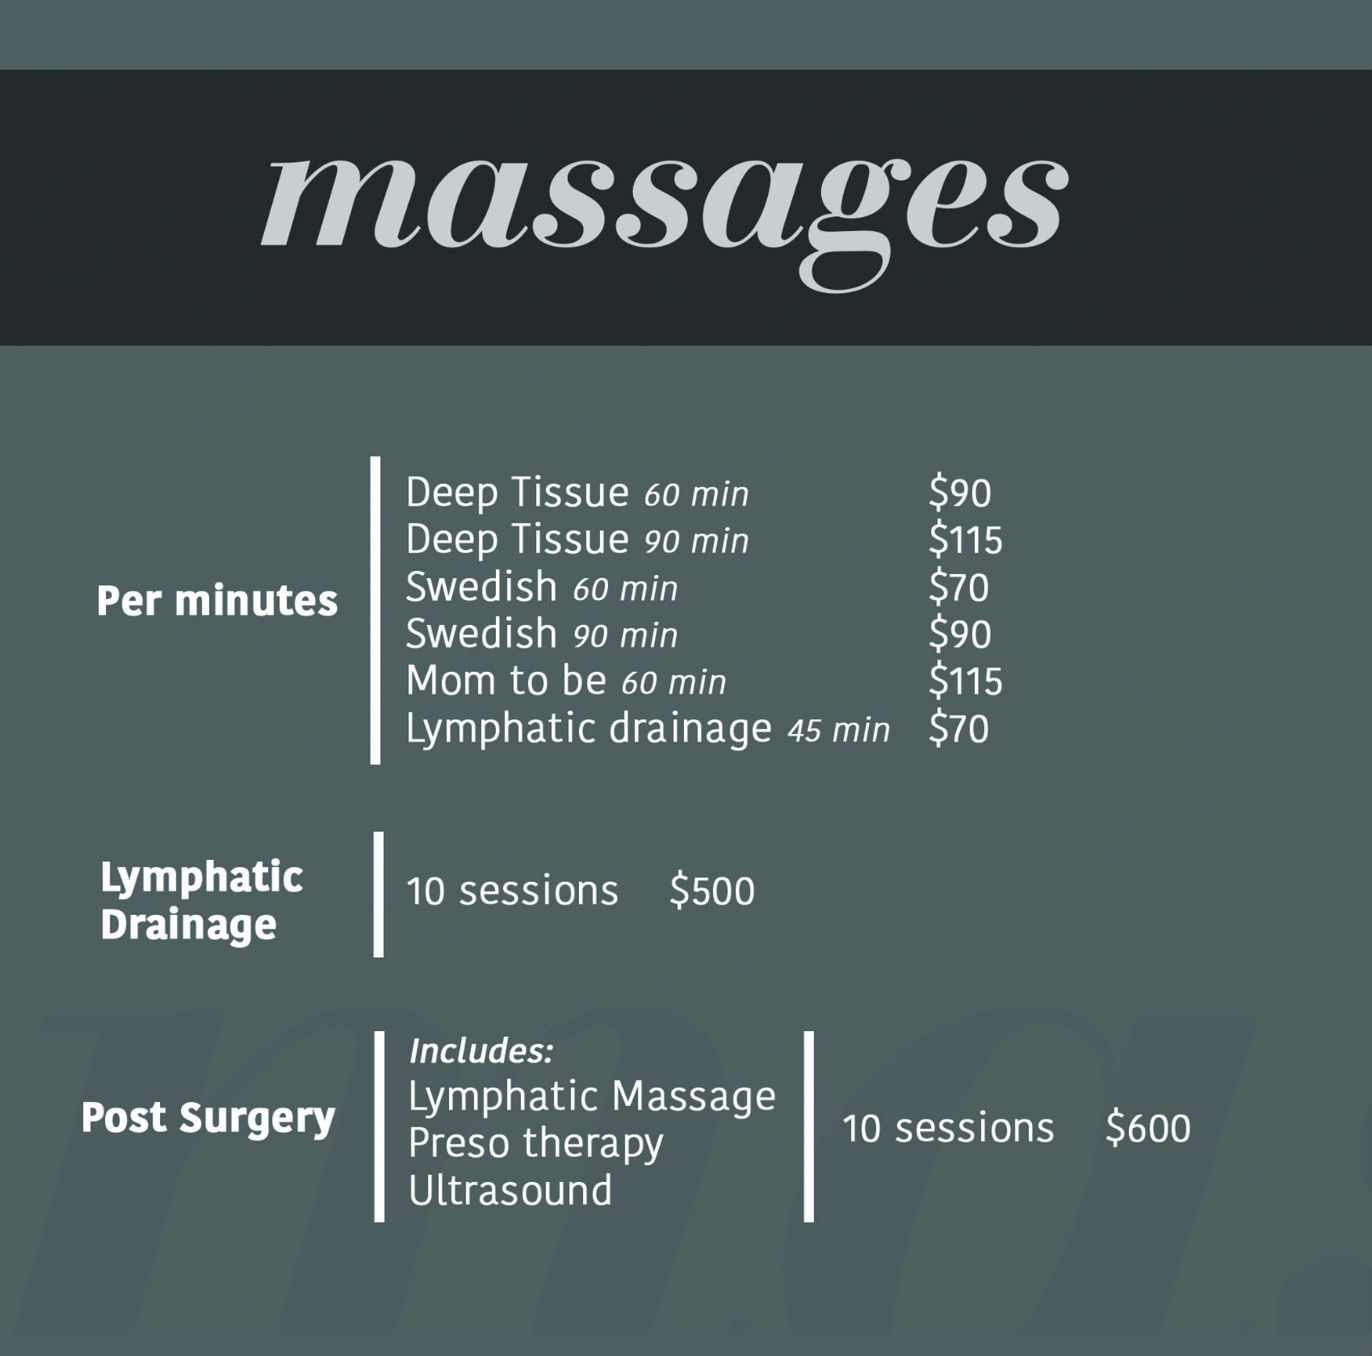 massages
Per minutes
Deep Tissue 60 min $90
Deep Tissue 90 min $115
Swedish 60 min $70
Swedish 90 min $90
Mom to be 60 min $115
Lymphatic drainage 45 min $70
Lymphatic
Drainage
10 sessions $500
Post Surgery
Includes:
Lymphatic Massage
Preso therapy
Ultrasound
10 sessions $600
m.a.